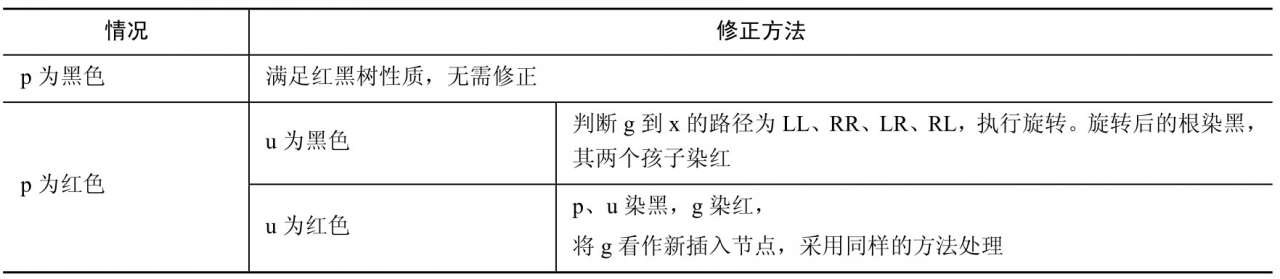 情况 修正方法
p 为黑色 满足红黑树性质，无需修正
p 为红色
u 为黑色
判断 g 到 x 的路径为 LL、RR、LR、RL，执行旋转。旋转后的根染黑，
其两个孩子染红
u 为红色
p、u 染黑，g 染红，
将 g 看作新插入节点，采用同样的方法处理